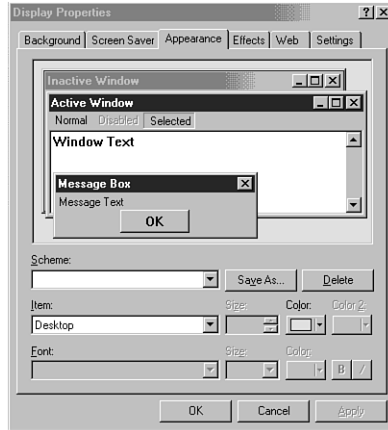 Display Properties
Background Screen Saver Appearance Effects Web Settings
Inactive Window
Active Window
Normal Disabled Selected
Window Text
Message Box
Message Text
OK
Scheme:
Save As... Delete
Item: Size: Color: Color 2:
Desktop
Font: Size: Color:
B /
OK Cancel Apply